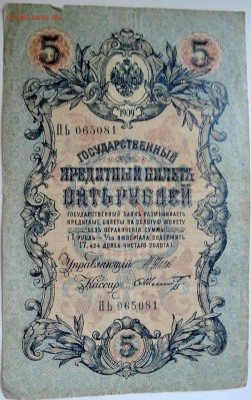 5 5
1909
ПЬ 065081
ГОСУДАРСТВЕННЫЙ
КРЕДИТНЫЙ БИЛЕТЪ
ПЯТЬ РУБЛЕЙ
ГОСУДАРСТВЕННЫЙ БАНКЪ РАЗМѢНИВАЕТЪ
КРЕДИТНЫЕ БИЛЕТЫ НА ЗОЛОТУЮ МОНЕТУ
БЕЗЪ ОГРАНИЧЕНІЯ СУММЫ
1 РУБЛЬ = 1/15 ИМПЕРІАЛА, СОДЕРЖИТЪ
17,424 ДОЛЕЙ ЧИСТАГО ЗОЛОТА
Управляющій
Кассиръ
ПЬ 065081
5